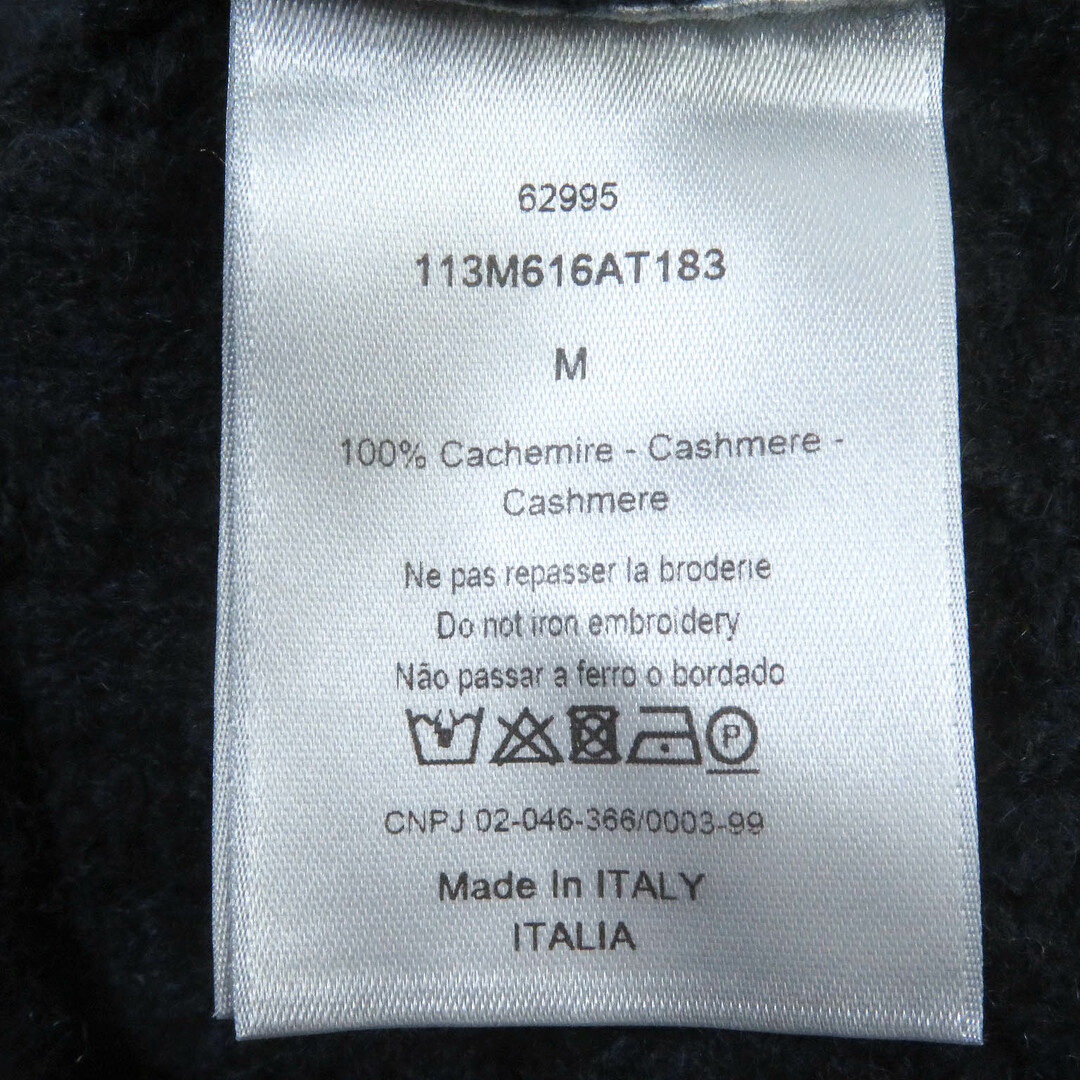 62995
113M616AT183
M
100% Cachemire - Cashmere -
Cashmere
Ne pas repasser la broderie
Do not iron embroidery
Não passar a ferro o bordado
P
CNPJ 02-046-366/0003-99
Made In ITALY
ITALIA